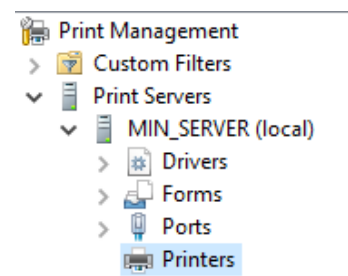 Print Management
Custom Filters
Print Servers
MIN_SERVER (local)
Drivers
Forms
Ports
Printers